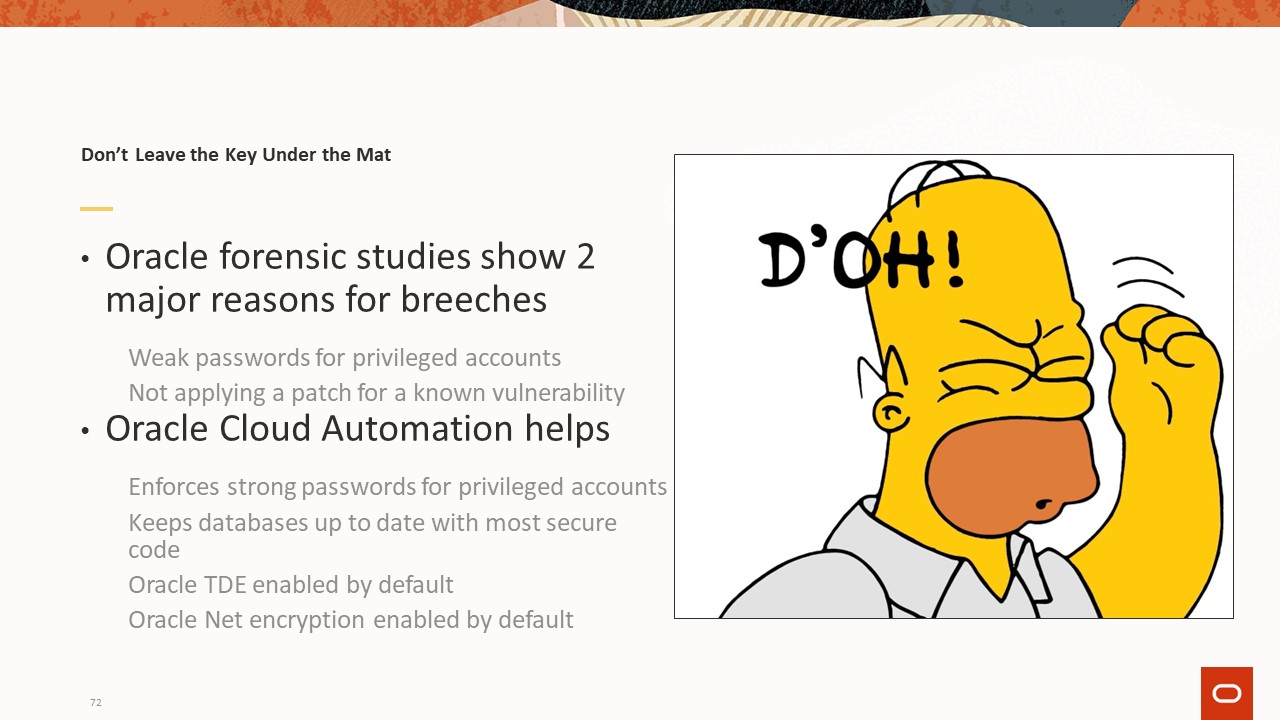 Don’t Leave the Key Under the Mat
• Oracle forensic studies show 2
major reasons for breeches
Weak passwords for privileged accounts
Not applying a patch for a known vulnerability
• Oracle Cloud Automation helps
Enforces strong passwords for privileged accounts
Keeps databases up to date with most secure
code
Oracle TDE enabled by default
Oracle Net encryption enabled by default
D’OH!
72